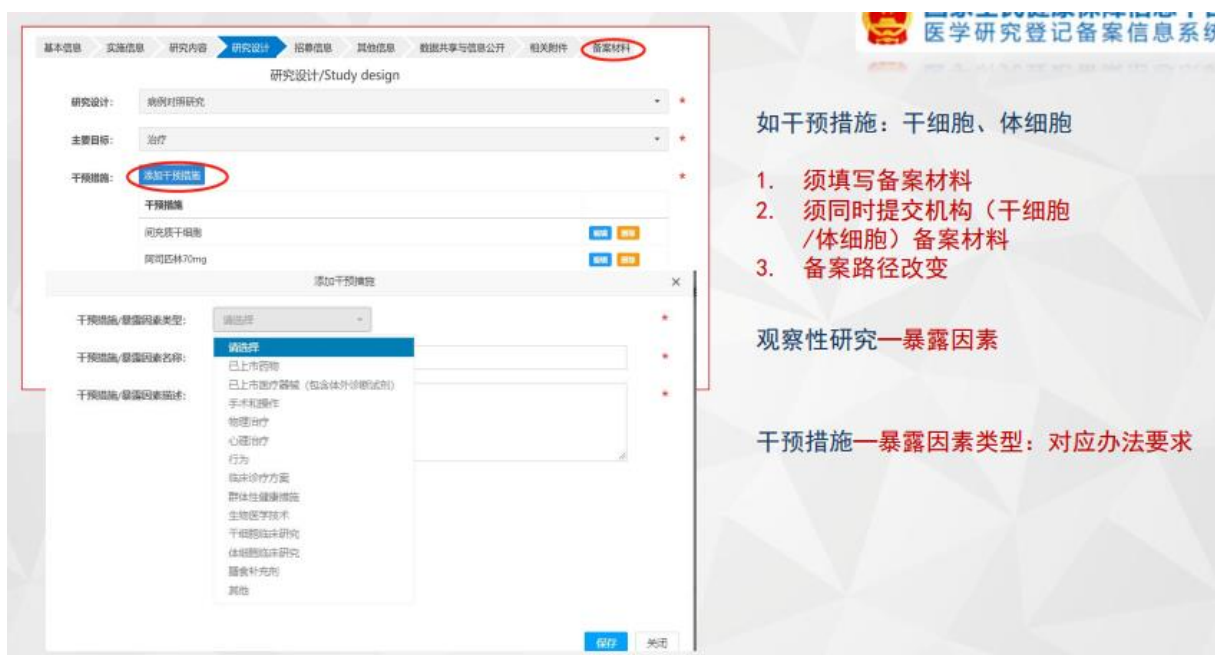 基本信息 实施信息 研究内容 研究设计 招募信息 其他信息 数据共享与信息公开 相关附件 备案材料
医学研究登记备案信息系统
研究设计/Study design
研究设计： 病例对照研究 *
主要目标： 治疗 *
干预措施： 添加干预措施 *
干预措施
间充质干细胞 编辑 删除
阿司匹林70mg 编辑 删除
添加干预措施 ×
干预措施/暴露因素类型： 请选择 *
请选择
干预措施/暴露因素名称： *
已上市药物
已上市医疗器械（包含体外诊断试剂）
干预措施/暴露因素描述： *
手术和操作
物理治疗
心理治疗
行为
临床诊疗方案
群体性健康措施
生物医学技术
干细胞临床研究
体细胞临床研究
膳食补充剂
其他
保存 关闭
如干预措施：干细胞、体细胞
1. 须填写备案材料
2. 须同时提交机构（干细胞
/体细胞）备案材料
3. 备案路径改变
观察性研究—暴露因素
干预措施—暴露因素类型：对应办法要求